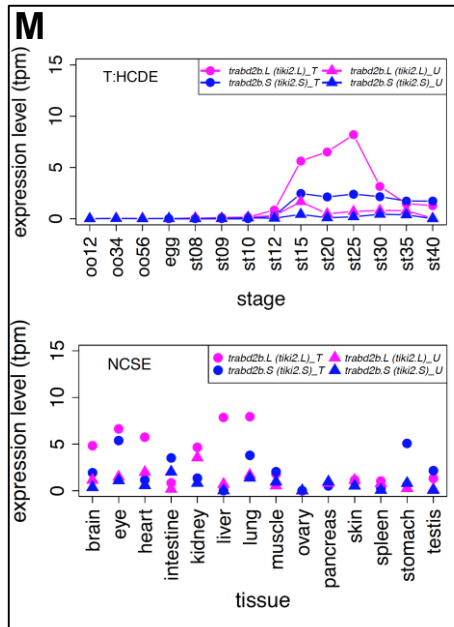 M
T:HCDE
trabd2b.L (tiki2.L)_T trabd2b.L (tiki2.L)_U
trabd2b.S (tiki2.S)_T trabd2b.S (tiki2.S)_U
expression level (tpm)
15
10
5
0
oo12 oo34 oo56 egg st08 st09 st10 st12 st15 st20 st25 st30 st35 st40
stage
NCSE
trabd2b.L (tiki2.L)_T trabd2b.L (tiki2.L)_U
trabd2b.S (tiki2.S)_T trabd2b.S (tiki2.S)_U
expression level (tpm)
15
10
5
0
brain eye heart intestine kidney liver lung muscle ovary pancreas skin spleen stomach testis
tissue